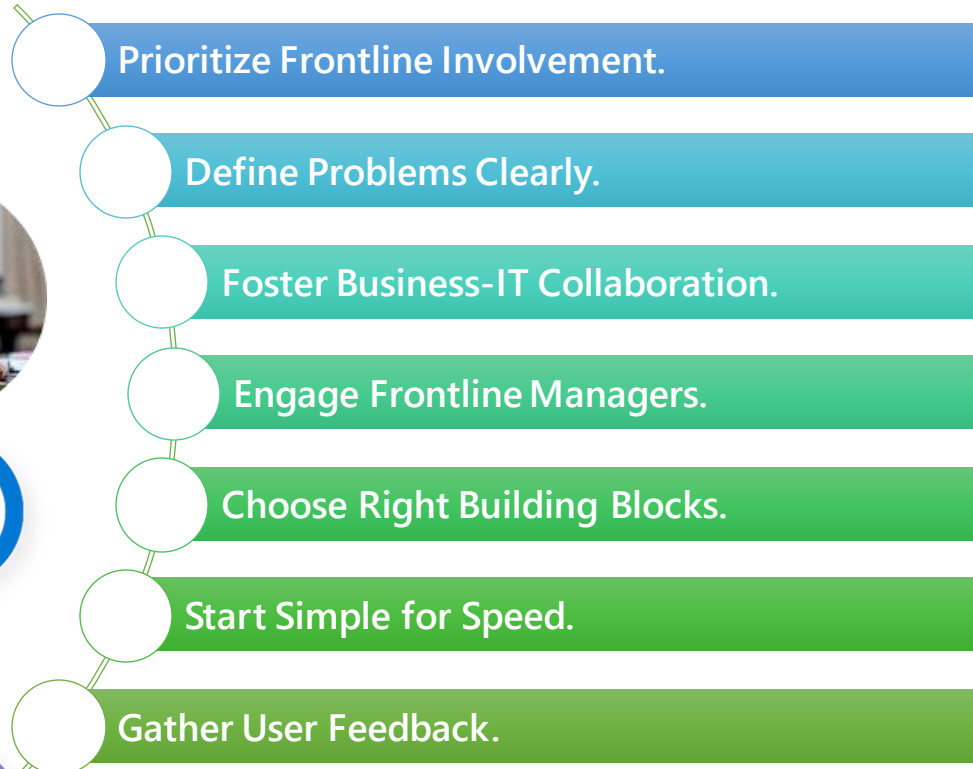 Prioritize Frontline Involvement.
Define Problems Clearly.
Foster Business-IT Collaboration.
Engage Frontline Managers.
Choose Right Building Blocks.
Start Simple for Speed.
Gather User Feedback.